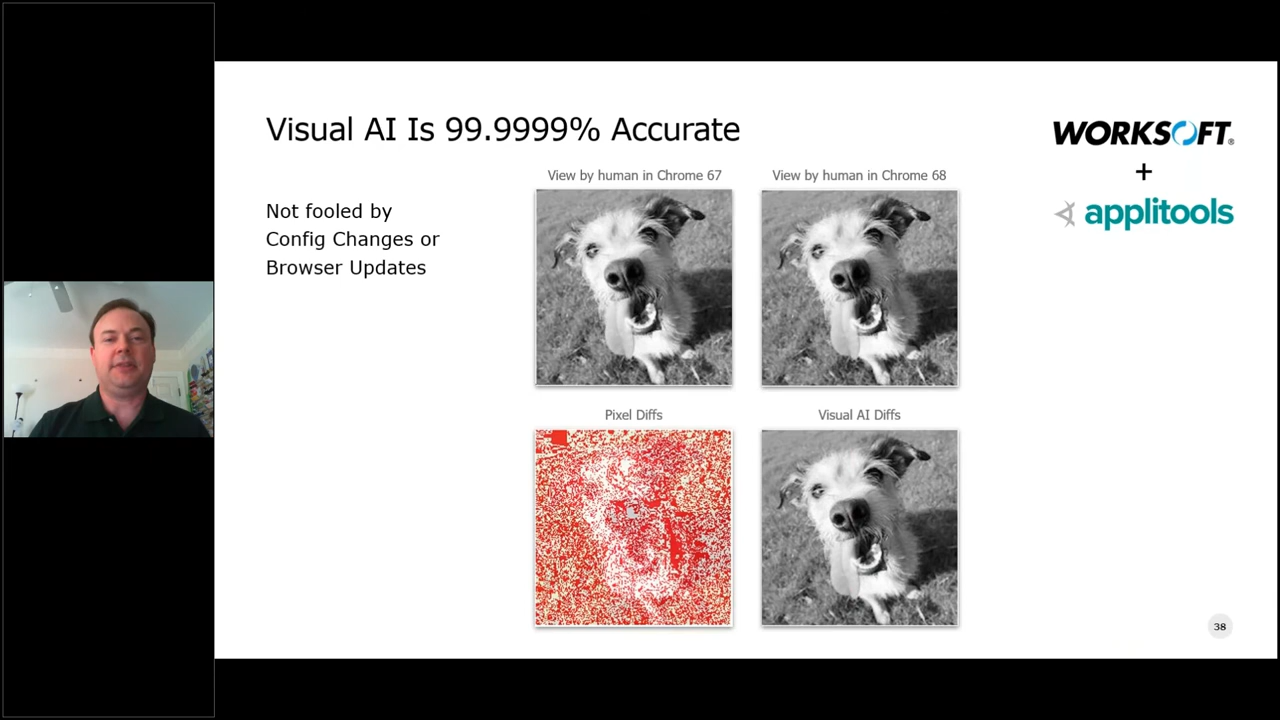 Visual AI Is 99.9999% Accurate
Not fooled by
Config Changes or
Browser Updates
View by human in Chrome 67
View by human in Chrome 68
Pixel Diffs
Visual AI Diffs
WORKSOFT®
+
applitools
38